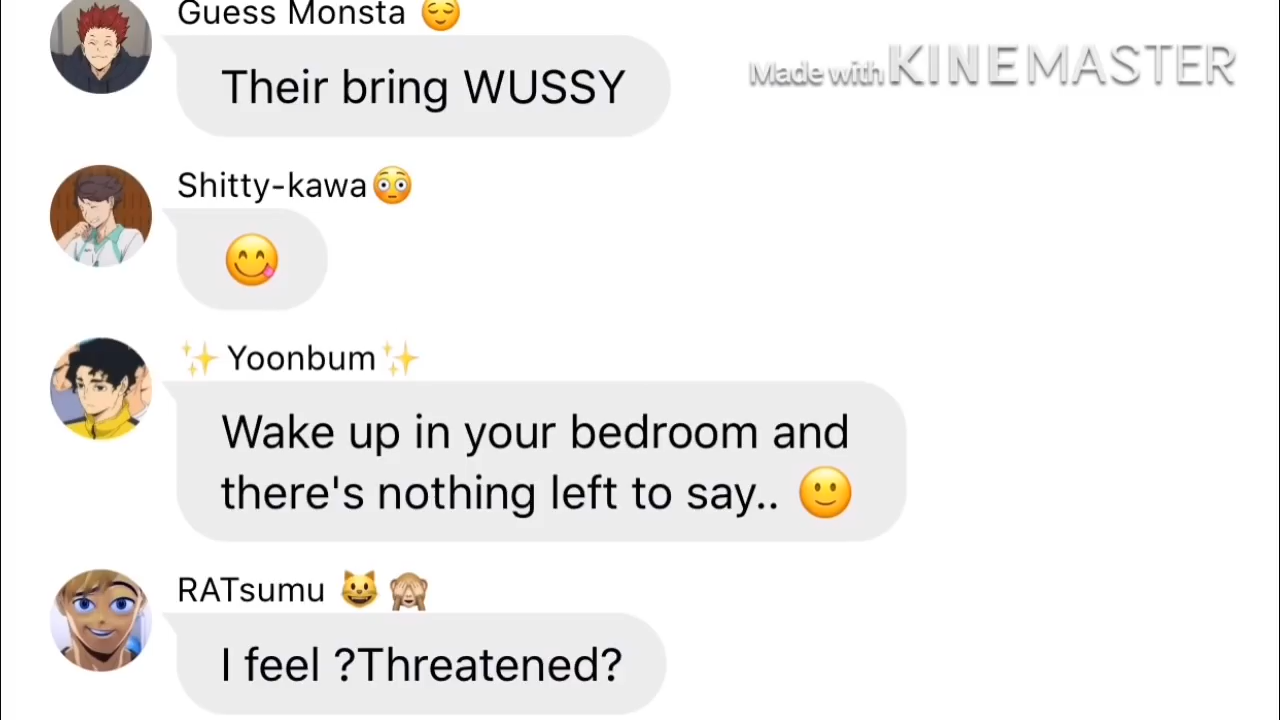 Guess Monsta 😌
Their bring WUSSY
Made with KINEMASTER
Shitty-kawa😳
😋
✨ Yoonbum ✨
Wake up in your bedroom and
there's nothing left to say.. 🙂
RATsumu 😺 🙈
I feel ?Threatened?